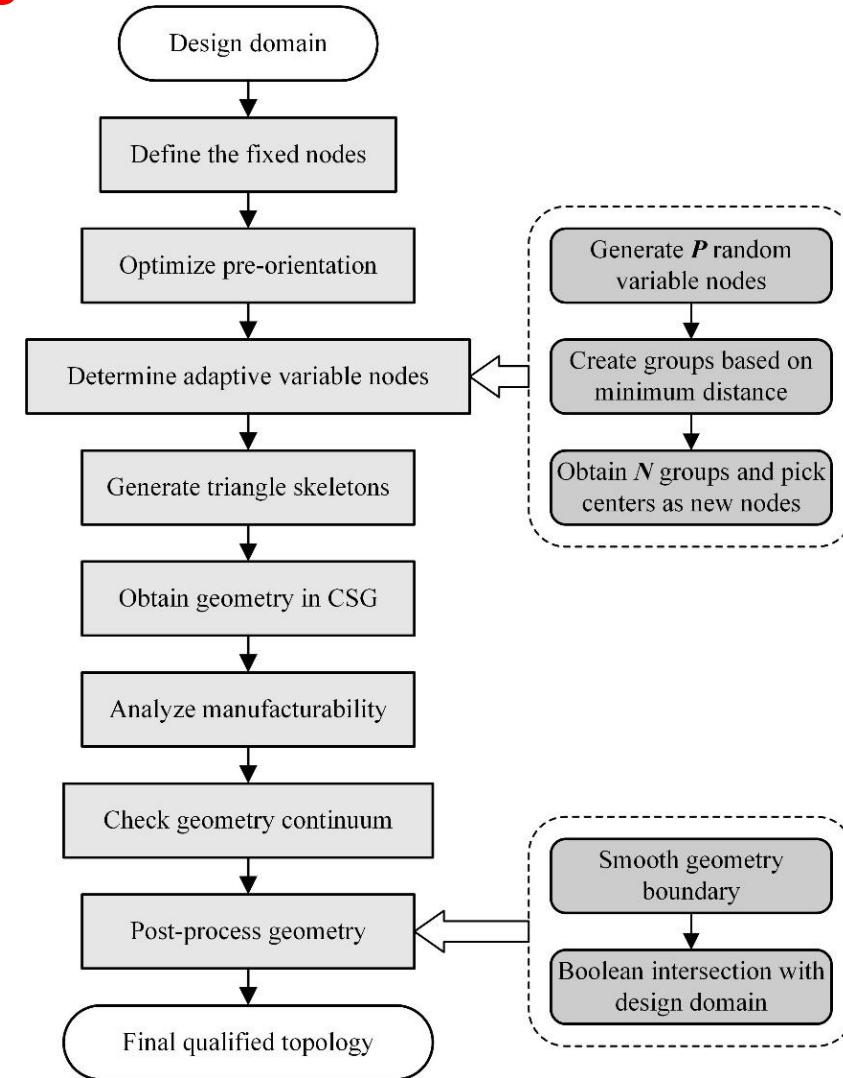 Design domain
Define the fixed nodes
Optimize pre-orientation
Determine adaptive variable nodes
Generate triangle skeletons
Obtain geometry in CSG
Analyze manufacturability
Check geometry continuum
Post-process geometry
Final qualified topology
Generate P random
variable nodes
Create groups based on
minimum distance
Obtain N groups and pick
centers as new nodes
Smooth geometry
boundary
Boolean intersection with
design domain